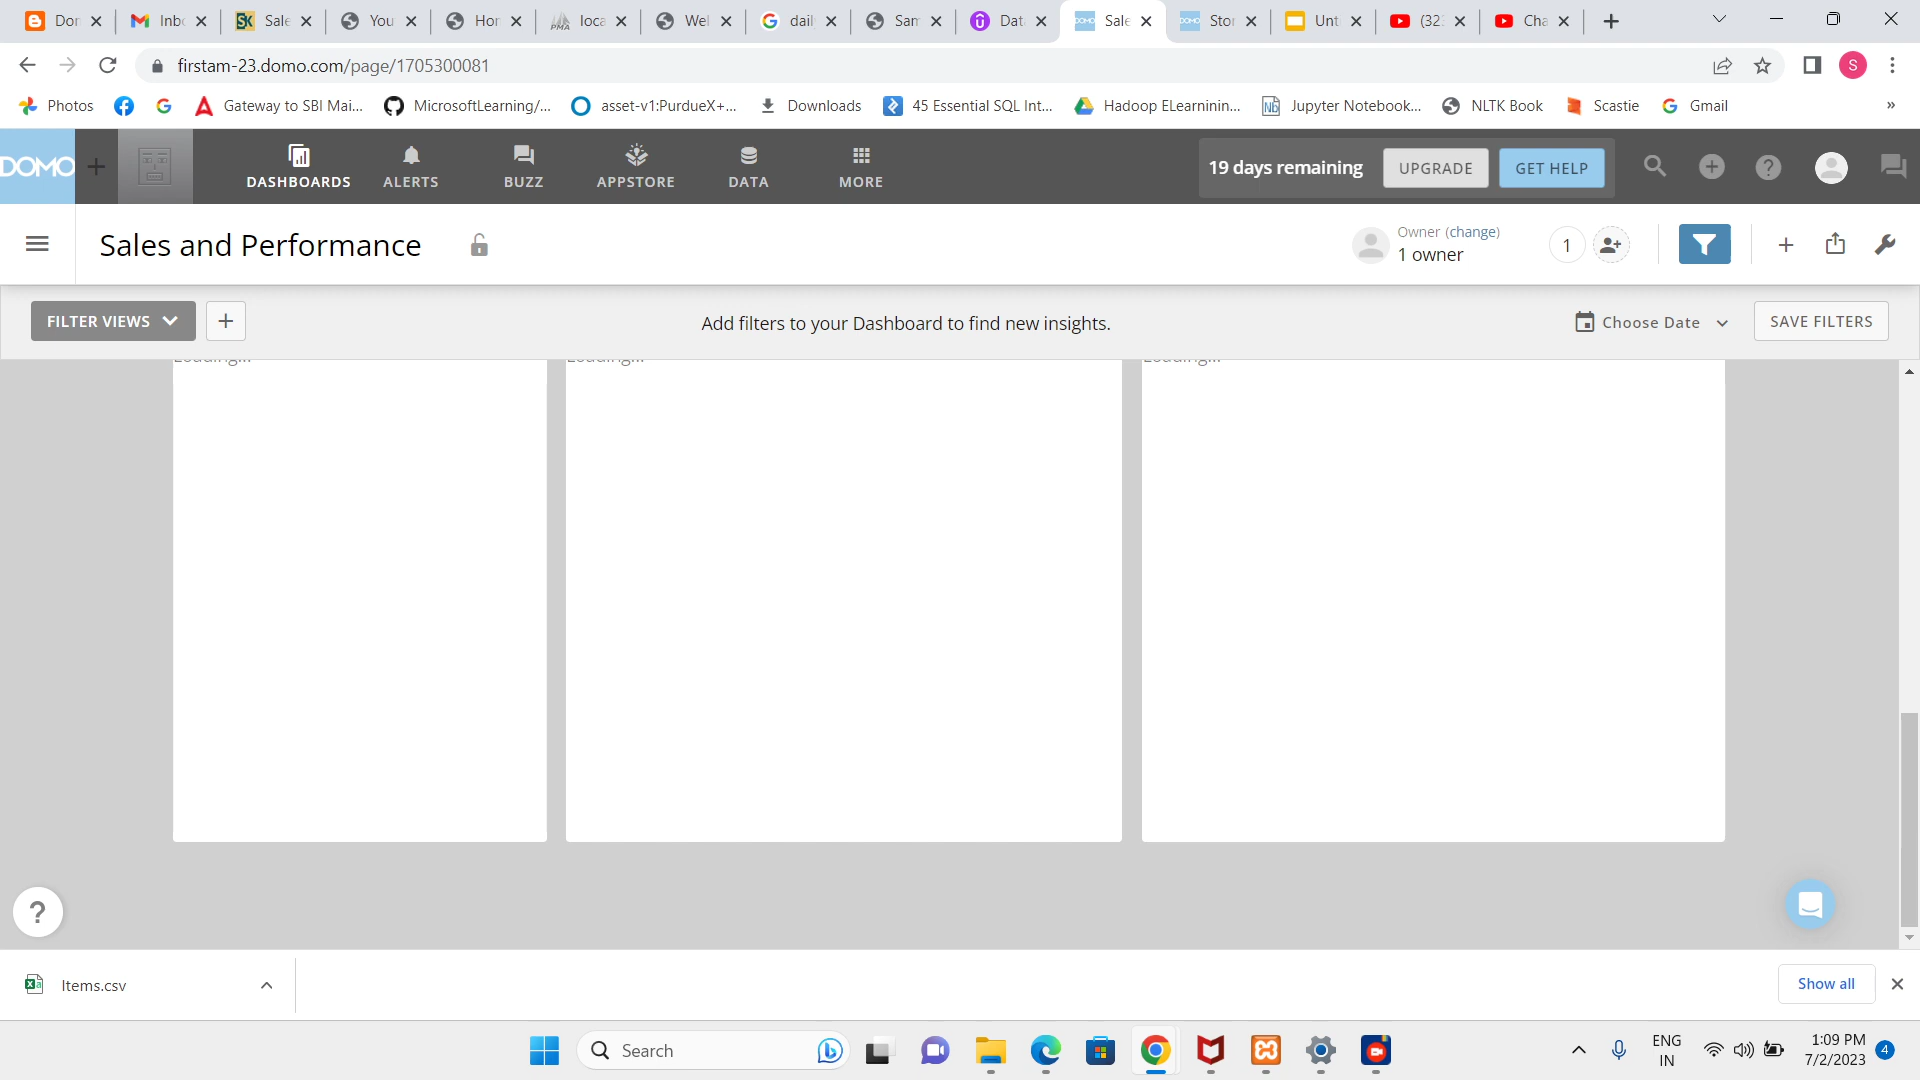 Dor Inb Sale You Hor loca Wel dail Sam Dat Sale Stor Unt (32 Cha
firstam-23.domo.com/page/1705300081 S
Photos Gateway to SBI Mai... MicrosoftLearning/... asset-v1:PurdueX+... Downloads 45 Essential SQL Int... Hadoop ELearninin... Jupyter Notebook... NLTK Book Scastie Gmail »
DOMO DASHBOARDS ALERTS BUZZ APPSTORE DATA MORE 19 days remaining UPGRADE GET HELP
Sales and Performance Owner (change) 1
1 owner
FILTER VIEWS Add filters to your Dashboard to find new insights. Choose Date SAVE FILTERS
Items.csv Show all
Search ENG 1:09 PM 4
IN 7/2/2023